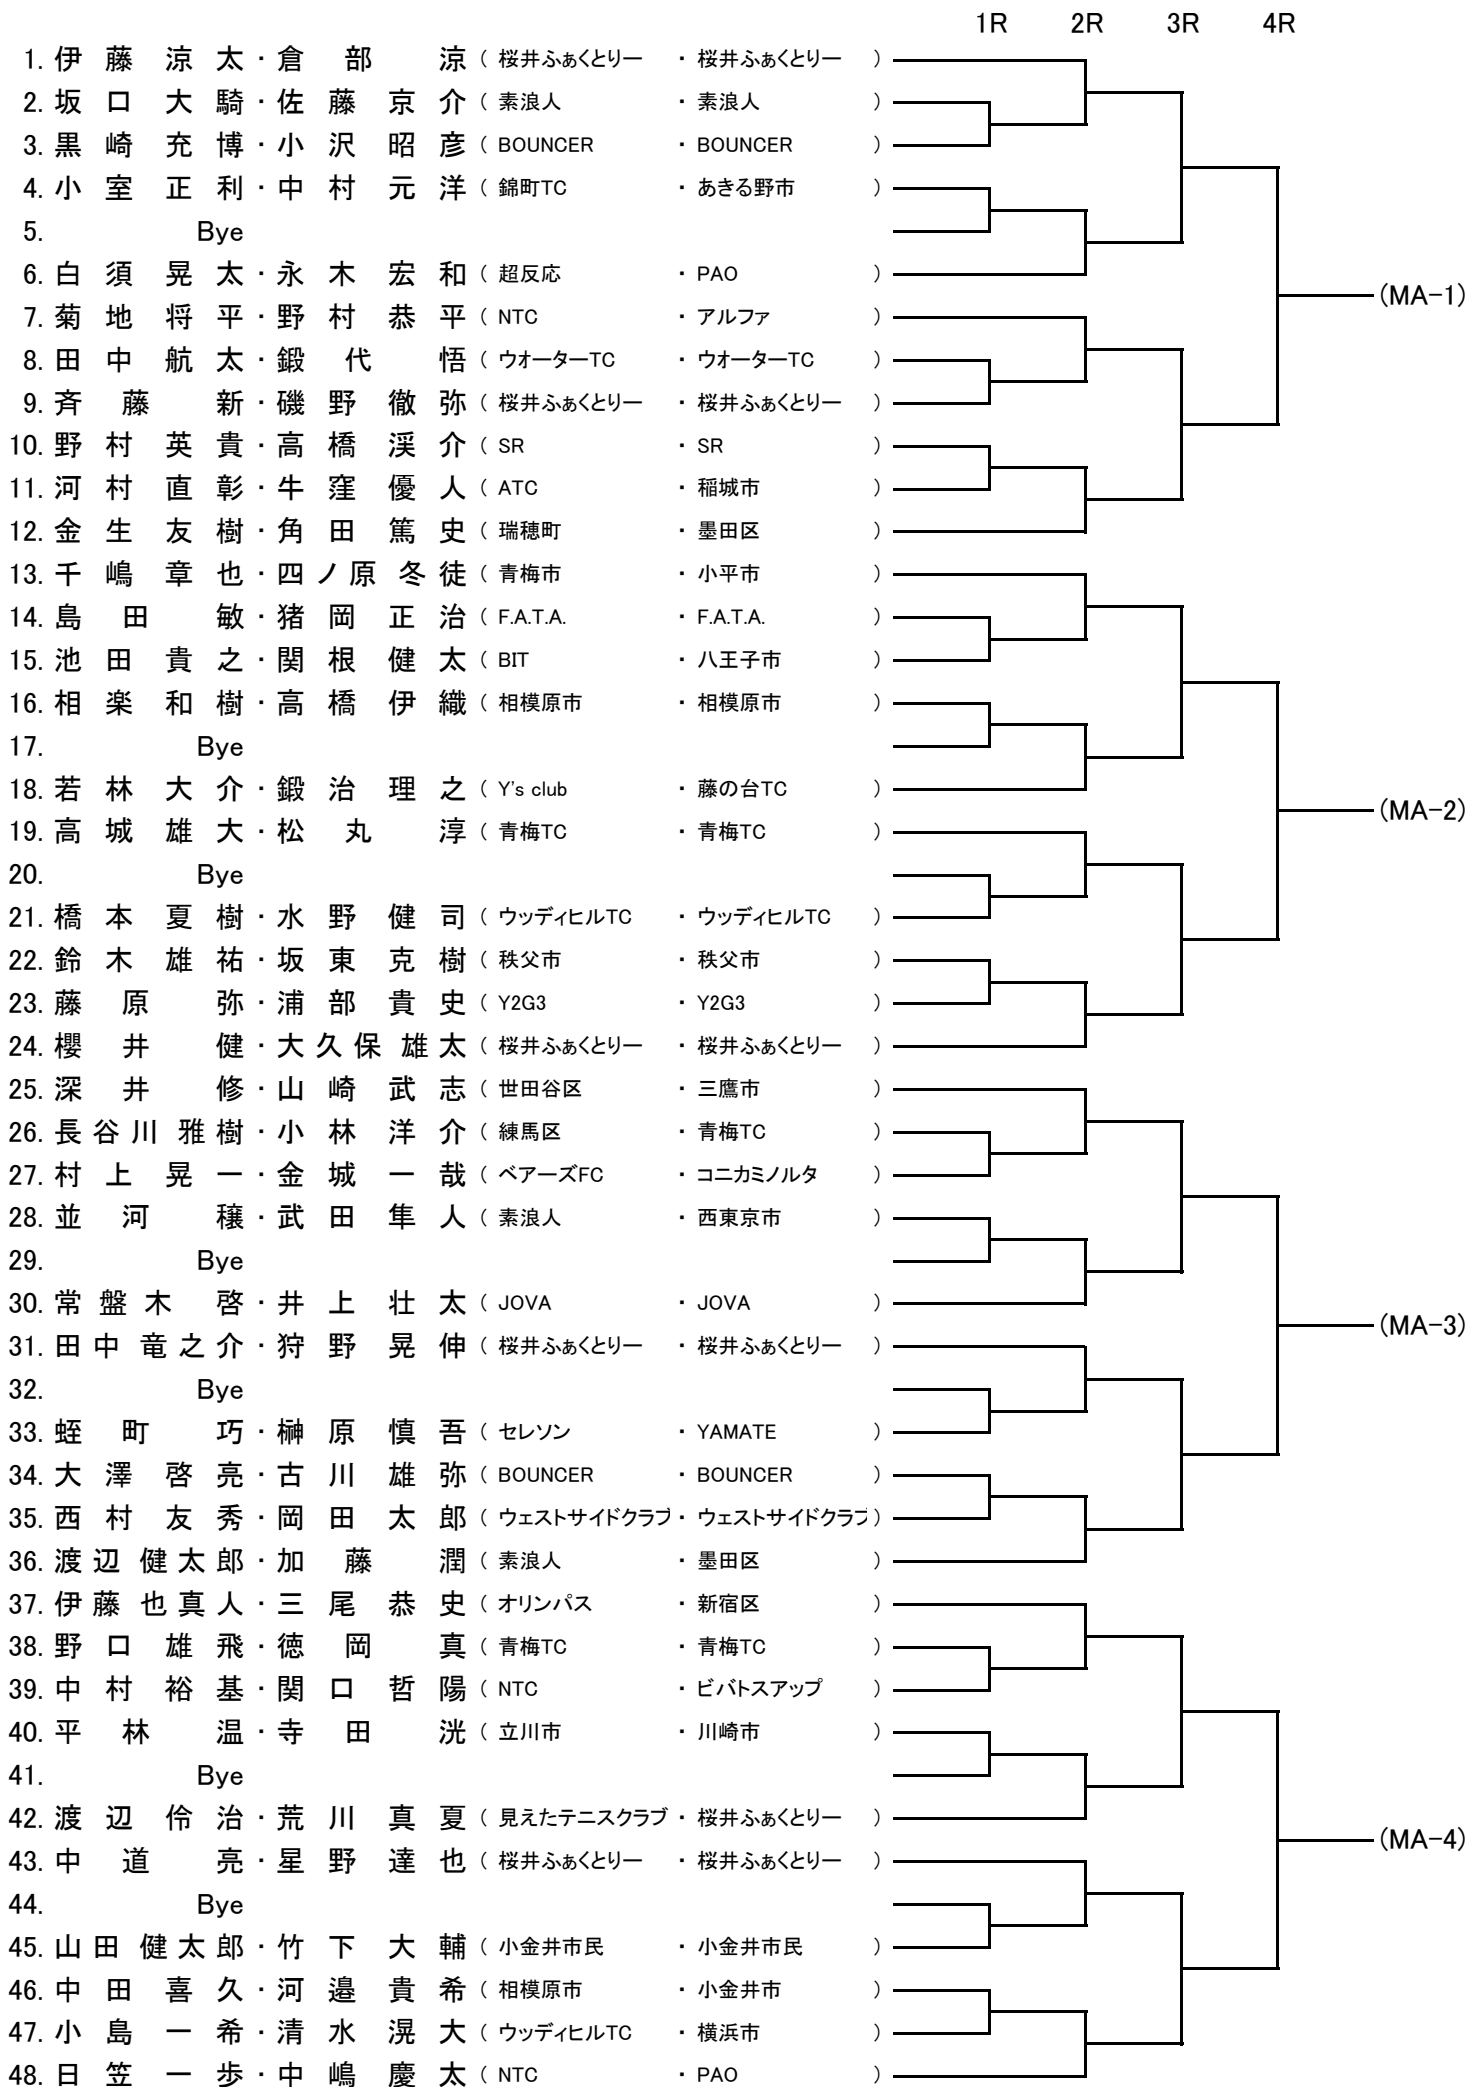 1R 2R 3R 4R
1. 伊藤涼太・倉部涼 ( 桜井ふぁくとりー ・ 桜井ふぁくとりー )
2. 坂口大騎・佐藤京介 ( 素浪人 ・ 素浪人 )
3. 黒崎充博・小沢昭彦 ( BOUNCER ・ BOUNCER )
4. 小室正利・中村元洋 ( 錦町TC ・ あきる野市 )
5. Bye
6. 白須晃太・永木宏和 ( 超反応 ・ PAO )
(MA-1)
7. 菊地将平・野村恭平 ( NTC ・ アルファ )
8. 田中航太・鍛代悟 ( ウオーターTC ・ ウオーターTC )
9. 斉藤新・磯野徹弥 ( 桜井ふぁくとりー ・ 桜井ふぁくとりー )
10. 野村英貴・高橋渓介 ( SR ・ SR )
11. 河村直彰・牛窪優人 ( ATC ・ 稲城市 )
12. 金生友樹・角田篤史 ( 瑞穂町 ・ 墨田区 )
13. 千嶋章也・四ノ原冬徒 ( 青梅市 ・ 小平市 )
14. 島田敏・猪岡正治 ( F.A.T.A. ・ F.A.T.A. )
15. 池田貴之・関根健太 ( BIT ・ 八王子市 )
16. 相楽和樹・高橋伊織 ( 相模原市 ・ 相模原市 )
17. Bye
18. 若林大介・鍛治理之 ( Y's club ・ 藤の台TC )
(MA-2)
19. 高城雄大・松丸淳 ( 青梅TC ・ 青梅TC )
20. Bye
21. 橋本夏樹・水野健司 ( ウッディヒルTC ・ ウッディヒルTC )
22. 鈴木雄祐・坂東克樹 ( 秩父市 ・ 秩父市 )
23. 藤原弥・浦部貴史 ( Y2G3 ・ Y2G3 )
24. 櫻井健・大久保雄太 ( 桜井ふぁくとりー ・ 桜井ふぁくとりー )
25. 深井修・山崎武志 ( 世田谷区 ・ 三鷹市 )
26. 長谷川雅樹・小林洋介 ( 練馬区 ・ 青梅TC )
27. 村上晃一・金城一哉 ( ベアーズFC ・ コニカミノルタ )
28. 並河穣・武田隼人 ( 素浪人 ・ 西東京市 )
29. Bye
30. 常盤木啓・井上壮太 ( JOVA ・ JOVA )
(MA-3)
31. 田中竜之介・狩野晃伸 ( 桜井ふぁくとりー ・ 桜井ふぁくとりー )
32. Bye
33. 蛭町巧・榊原慎吾 ( セレソン ・ YAMATE )
34. 大澤啓亮・古川雄弥 ( BOUNCER ・ BOUNCER )
35. 西村友秀・岡田太郎 ( ウェストサイドクラブ ・ ウェストサイドクラブ )
36. 渡辺健太郎・加藤潤 ( 素浪人 ・ 墨田区 )
37. 伊藤也真人・三尾恭史 ( オリンパス ・ 新宿区 )
38. 野口雄飛・徳岡真 ( 青梅TC ・ 青梅TC )
39. 中村裕基・関口哲陽 ( NTC ・ ビバトスアップ )
40. 平林温・寺田洸 ( 立川市 ・ 川崎市 )
41. Bye
42. 渡辺伶治・荒川真夏 ( 見えたテニスクラブ ・ 桜井ふぁくとりー )
(MA-4)
43. 中道亮・星野達也 ( 桜井ふぁくとりー ・ 桜井ふぁくとりー )
44. Bye
45. 山田健太郎・竹下大輔 ( 小金井市民 ・ 小金井市民 )
46. 中田喜久・河邉貴希 ( 相模原市 ・ 小金井市 )
47. 小島一希・清水滉大 ( ウッディヒルTC ・ 横浜市 )
48. 日笠一歩・中嶋慶太 ( NTC ・ PAO )